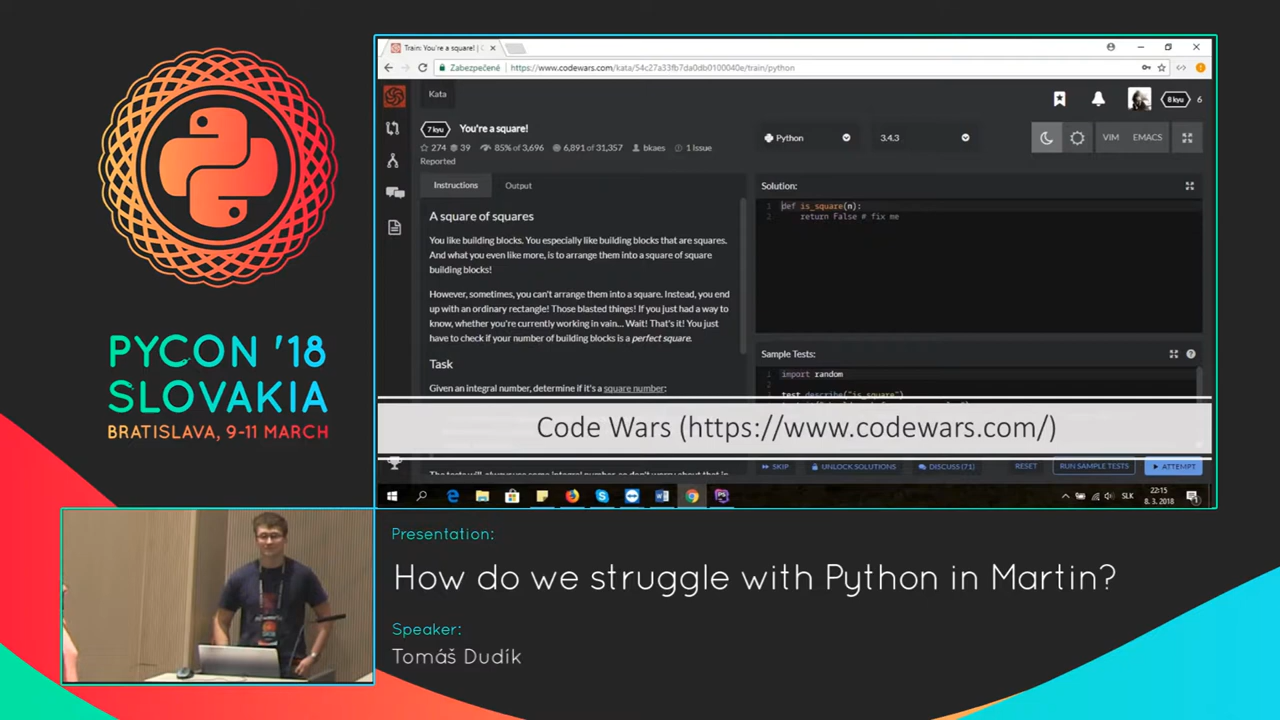 PYCON '18
SLOVAKIA
BRATISLAVA, 9-11 MARCH
Train: You're a square! | C
Zabezpečené
https://www.codewars.com/kata/54c27a33fb7da0db0100040e/train/python
Kata
8 kyu 6
7 kyu You're a square!
274 39 85% of 3,696 6,891 of 31,357 bkaes 1 Issue
Reported
Python
3.4.3
VIM EMACS
Instructions Output
A square of squares
You like building blocks. You especially like building blocks that are squares.
And what you even like more, is to arrange them into a square of square
building blocks!
However, sometimes, you can't arrange them into a square. Instead, you end
up with an ordinary rectangle! Those blasted things! If you just had a way to
know, whether you're currently working in vain... Wait! That's it! You just
have to check if your number of building blocks is a perfect square.
Task
Given an integral number, determine if it's a square number:
Solution:
1 def is_square(n):
2 return False # fix me
Sample Tests:
1 import random
2
test.describe("is_square")
Code Wars (https://www.codewars.com/)
SKIP UNLOCK SOLUTIONS DISCUSS (71) RESET RUN SAMPLE TESTS ATTEMPT
SLK
22:15
8. 3. 2018
Presentation:
How do we struggle with Python in Martin?
Speaker:
Tomáš Dudík